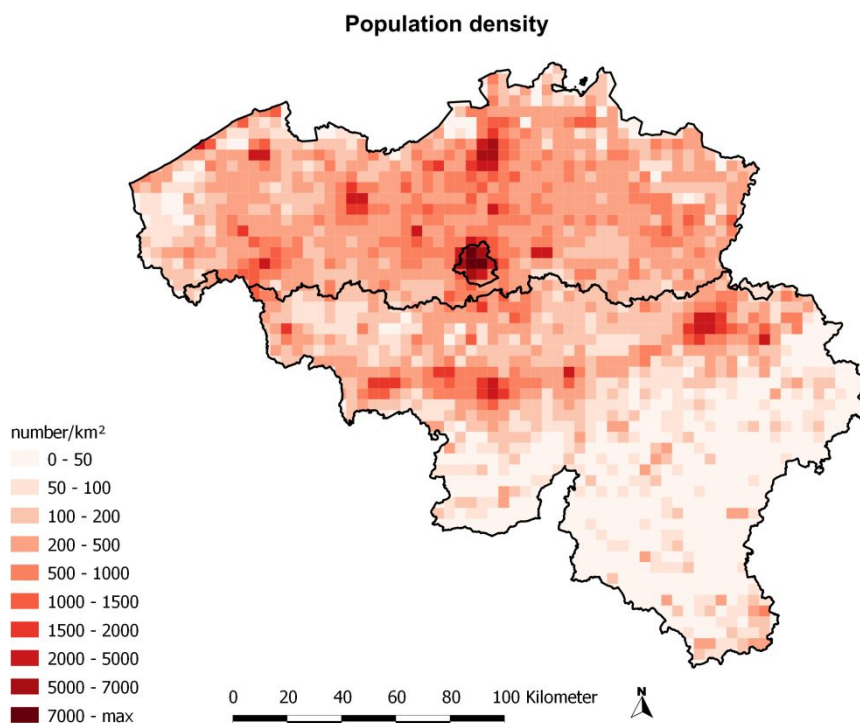 Population density
number/km²
0 - 50
50 - 100
100 - 200
200 - 500
500 - 1000
1000 - 1500
1500 - 2000
2000 - 5000
5000 - 7000
7000 - max
0 20 40 60 80 100 Kilometer
N